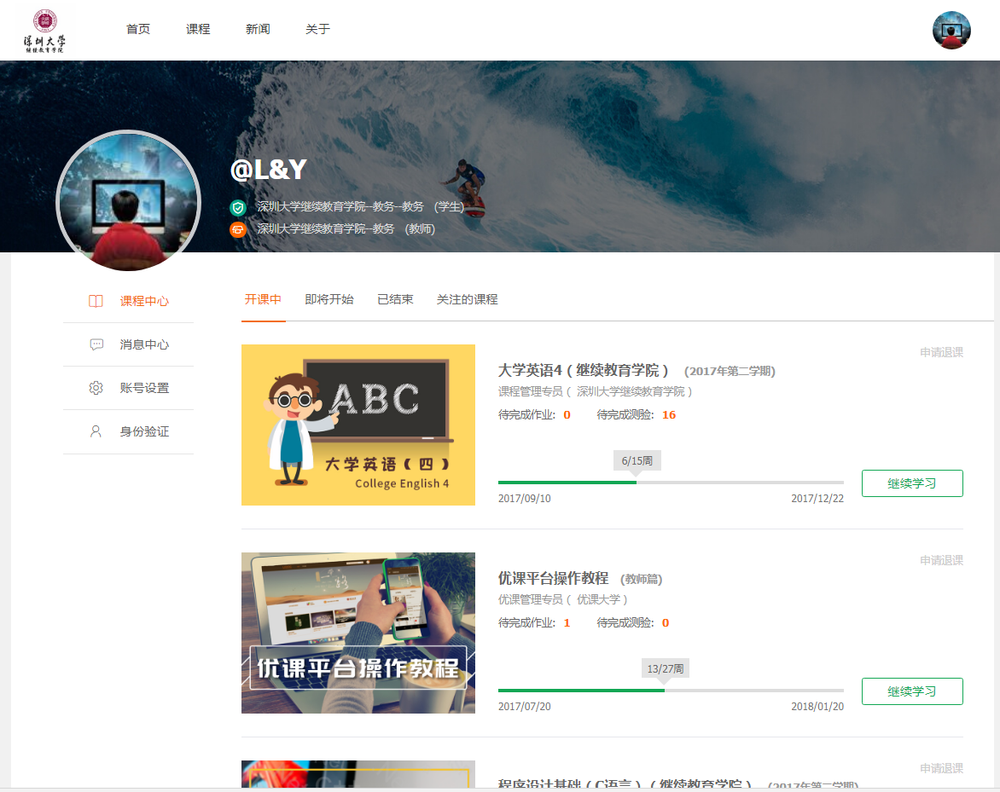 深圳大学
继续教育学院
首页 课程 新闻 关于
@L&Y
深圳大学继续教育学院--教务--教务 (学生)
深圳大学继续教育学院--教务 (教师)
课程中心
消息中心
账号设置
身份验证
开课中 即将开始 已结束 关注的课程
ABC
大学英语（四）
College English 4
申请退课
大学英语4（继续教育学院） (2017年第二学期)
课程管理专员（ 深圳大学继续教育学院 ）
待完成作业: 0 待完成测验: 16
6/15周
2017/09/10 2017/12/22
继续学习
优课平台操作教程
申请退课
优课平台操作教程 (教师篇)
优课管理专员（ 优课大学 ）
待完成作业: 1 待完成测验: 0
13/27周
2017/07/20 2018/01/20
继续学习
申请退课
程序设计基础（C语言）（继续教育学院） (2017年第二学期)